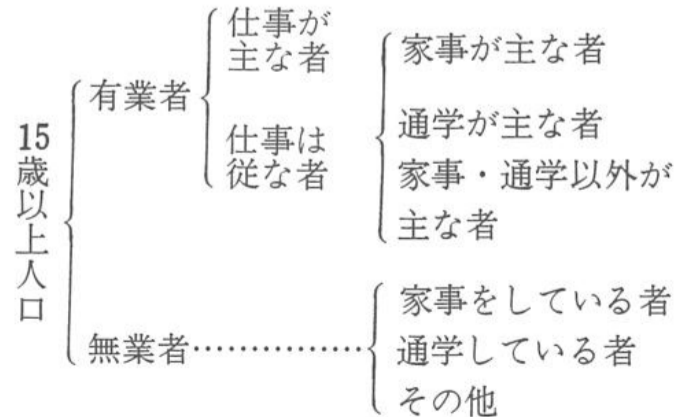 15歳以上人口
有業者
仕事が
主な者
仕事は
従な者
家事が主な者
通学が主な者
家事・通学以外が
主な者
無業者……………
家事をしている者
通学している者
その他